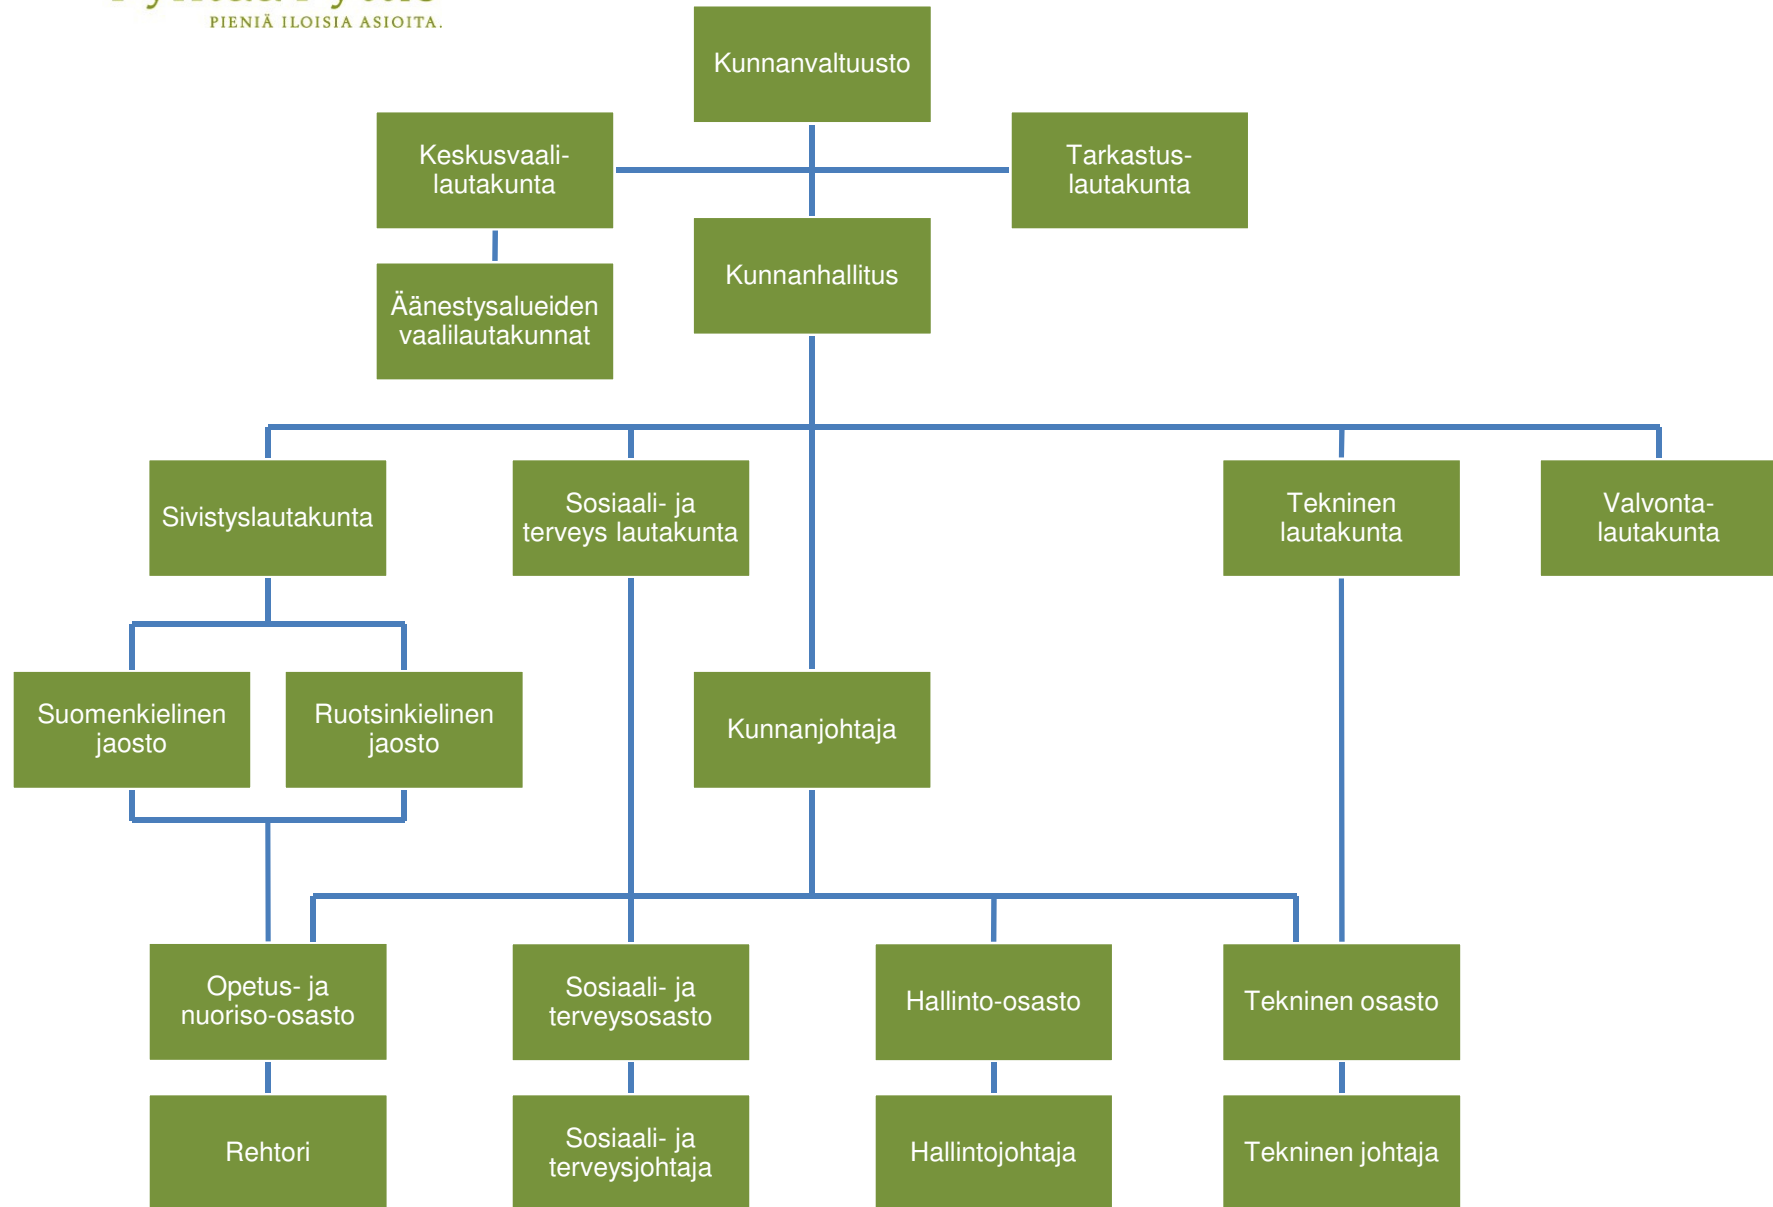 PIENIÄ ILOISIA ASIOITA.
Kunnanvaltuusto
Keskusvaali-
lautakunta
Tarkastus-
lautakunta
Äänestysalueiden
vaalilautakunnat
Kunnanhallitus
Sivistyslautakunta
Sosiaali- ja
terveys lautakunta
Tekninen
lautakunta
Valvonta-
lautakunta
Suomenkielinen
jaosto
Ruotsinkielinen
jaosto
Kunnanjohtaja
Opetus- ja
nuoriso-osasto
Sosiaali- ja
terveysosasto
Hallinto-osasto
Tekninen osasto
Rehtori
Sosiaali- ja
terveysjohtaja
Hallintojohtaja
Tekninen johtaja